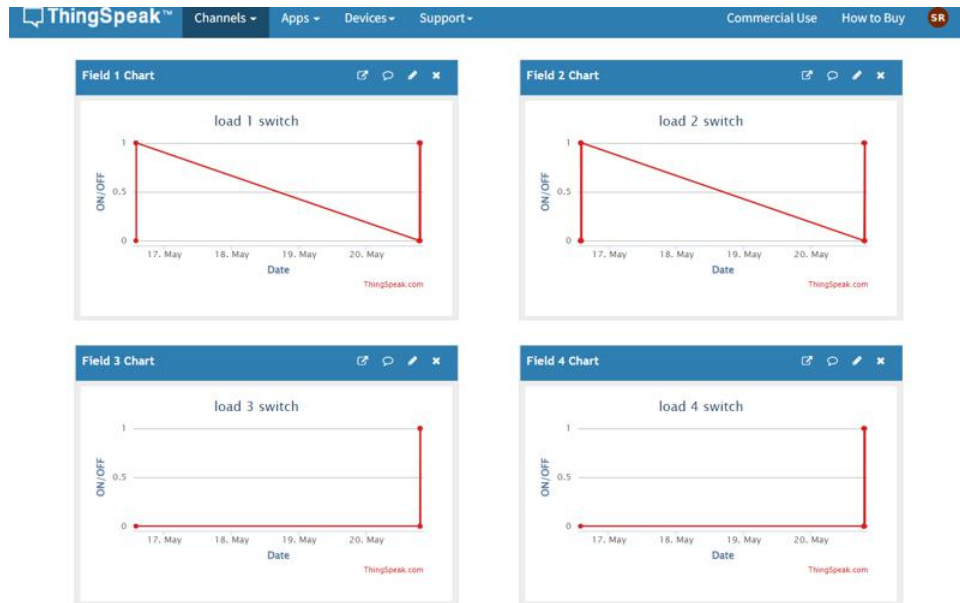 ThingSpeak™ Channels Apps Devices Support Commercial Use How to Buy SR
Field 1 Chart
load 1 switch
1
0.5
0
ON/OFF
17. May 18. May 19. May 20. May
Date
ThingSpeak.com
Field 2 Chart
load 2 switch
1
0.5
0
ON/OFF
17. May 18. May 19. May 20. May
Date
ThingSpeak.com
Field 3 Chart
load 3 switch
1
0.5
0
ON/OFF
17. May 18. May 19. May 20. May
Date
ThingSpeak.com
Field 4 Chart
load 4 switch
1
0.5
0
ON/OFF
17. May 18. May 19. May 20. May
Date
ThingSpeak.com